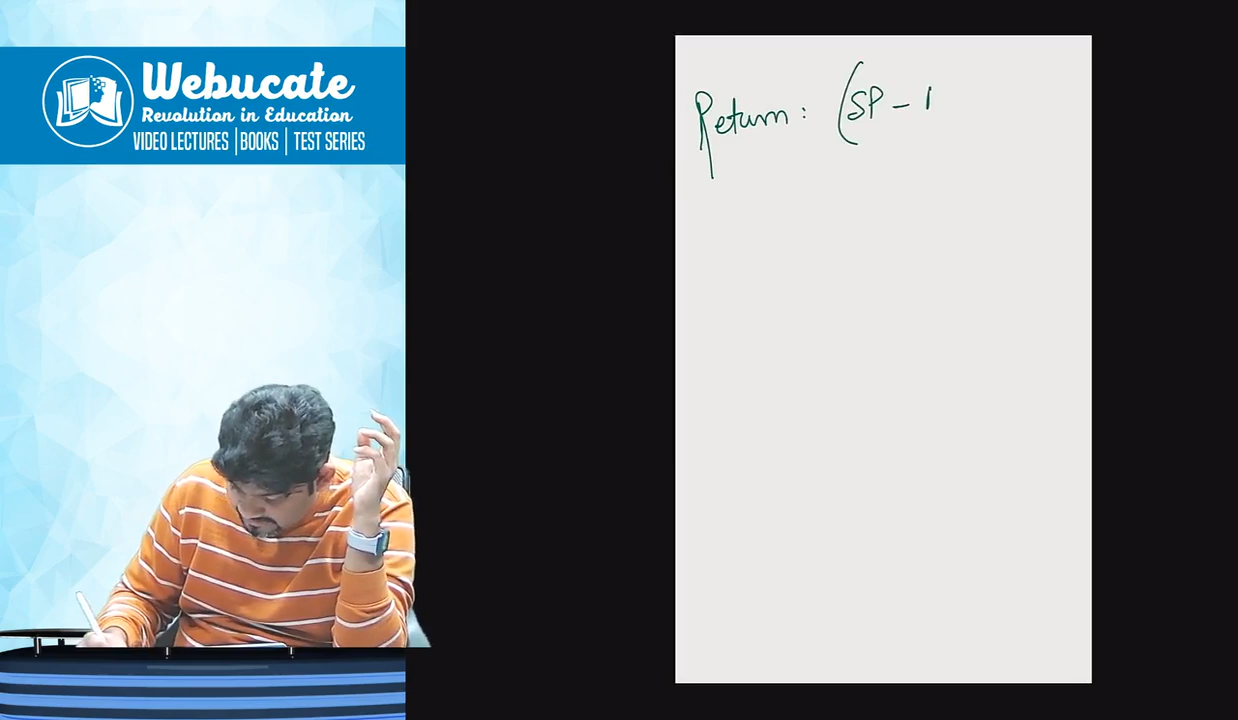 Webucate
Revolution in Education
VIDEO LECTURES | BOOKS | TEST SERIES
Return: (SP - 1